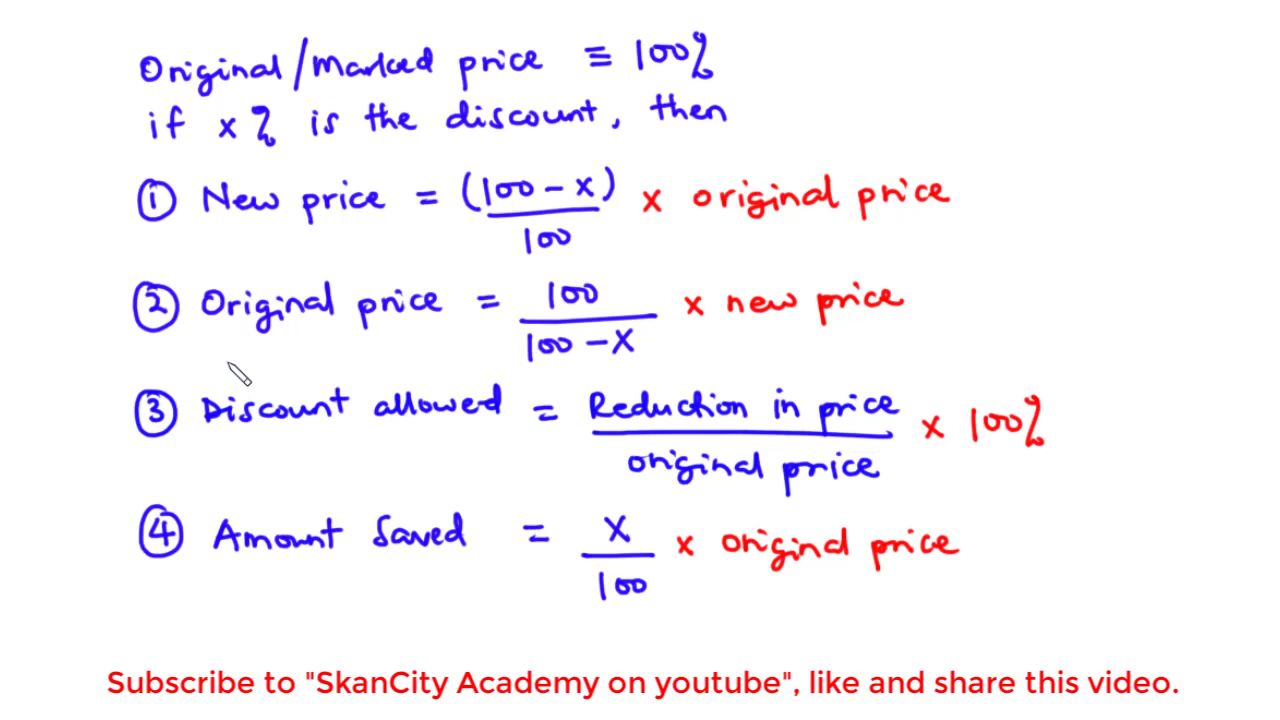 Original/marked price ≡ 100%
if x% is the discount, then
① New price = (100 - x)/100 × original price
② Original price = 100/(100 - x) × new price
③ Discount allowed = Reduction in price/original price × 100%
④ Amount Saved = x/100 × original price
Subscribe to "SkanCity Academy on youtube", like and share this video.